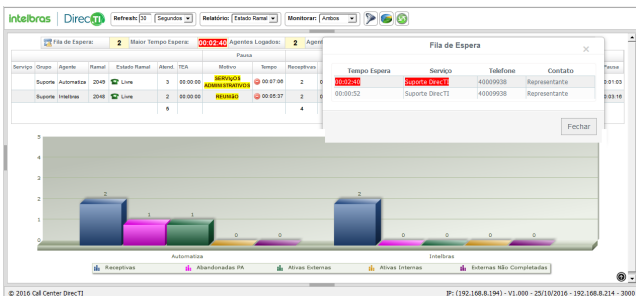 intelbras DirecTI Refresh: 30 Segundos Relatório: Estado Ramal Monitorar: Ambos
Fila de Espera: 2 Maior Tempo Espera: 00:02:40 Agentes Logados: 2
Pausa
Serviço Grupo Agente Ramal Estado Ramal Atend. TEA Motivo Tempo Receptivas Pausa
Suporte Automatiza 2049 Livre 3 00:00:00 SERVIÇOS ADMINISTRATIVOS 00:07:06 2 0:01:03
Suporte Intelbras 2048 Livre 2 00:00:00 REUNIÃO 00:05:37 2 0:03:16
4
Fila de Espera
×
Tempo Espera Serviço Telefone Contato
00:02:40 Suporte DirecTI 40009938 Representante
00:00:52 Suporte DirecTI 40009938 Representante
Fechar
5
4
3
2
1
0
2 1 1 0 0
2 0 0 0 0
Automatiza Intelbras
Receptivas Abandonadas PA Ativas Externas Ativas Internas Externas Não Completadas
© 2016 Call Center DirecTI IP: (192.168.8.194) - V1.000 - 25/10/2016 - 192.168.8.214 - 3000